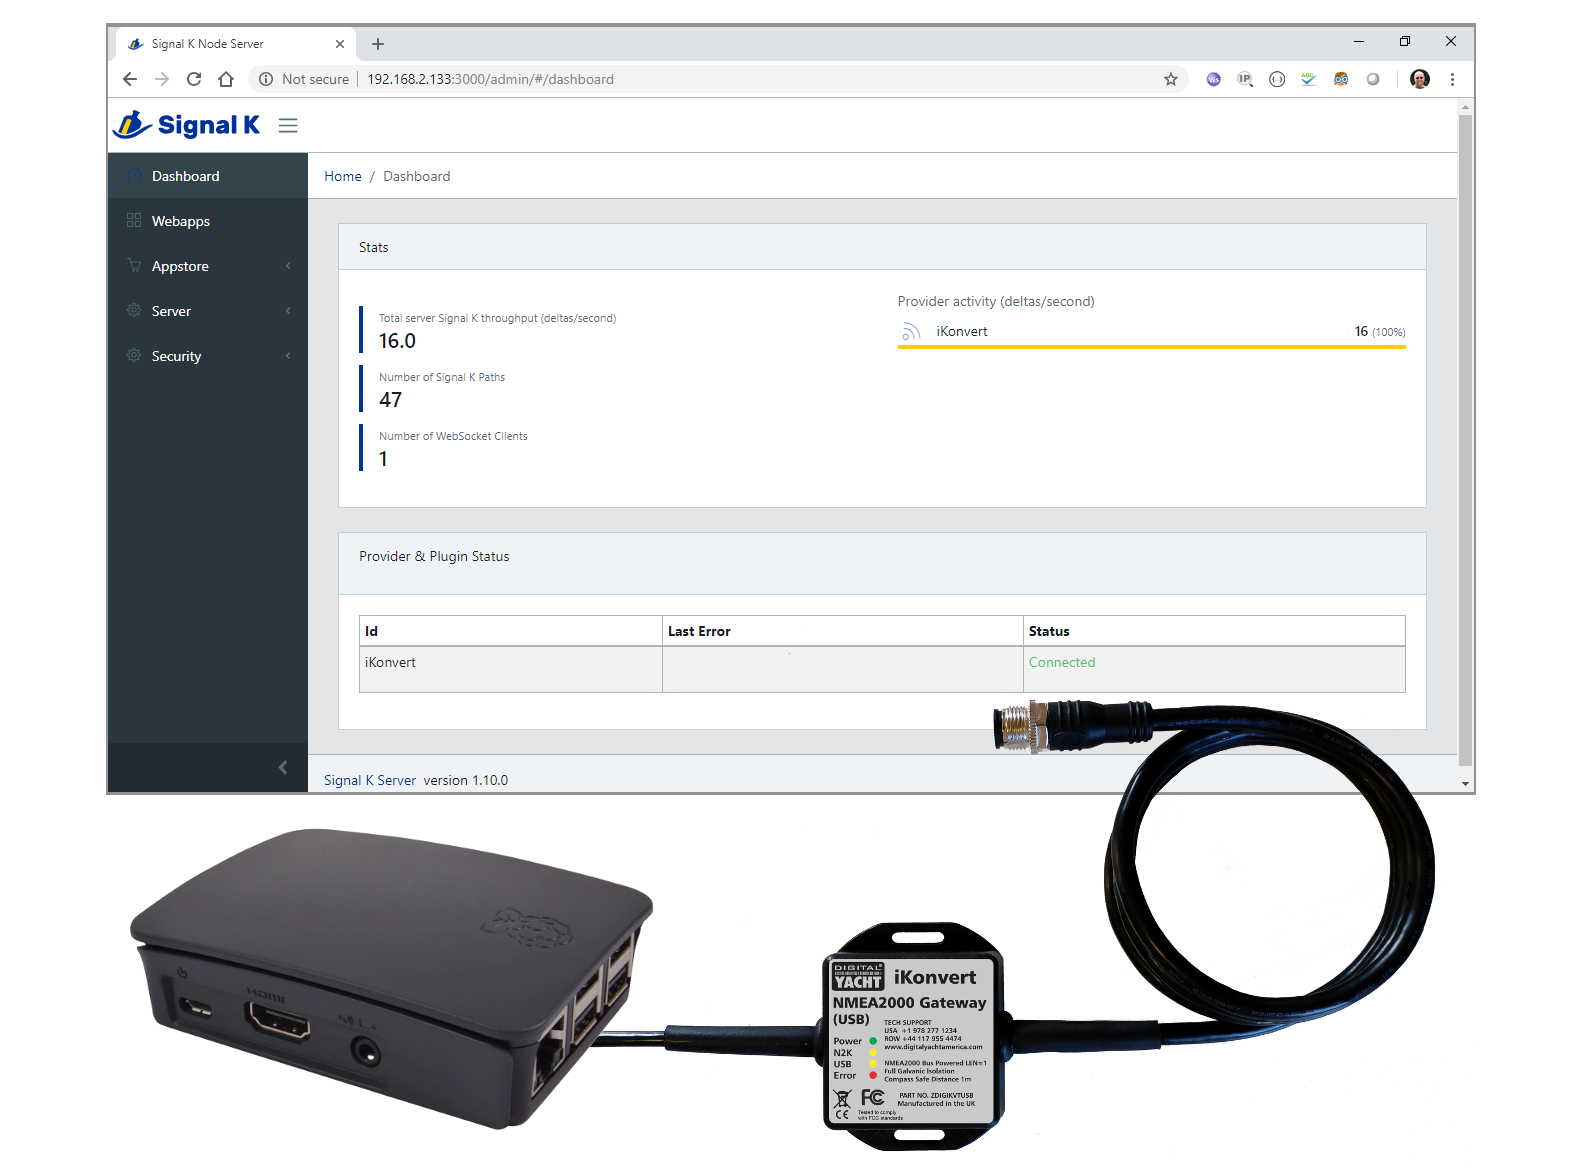 Signal K Node Server
Not secure | 192.168.2.133:3000/admin/#/dashboard
Signal K
Dashboard
Home / Dashboard
Webapps
Appstore
Server
Security
Stats
Total server Signal K throughput (deltas/second)
16.0
Number of Signal K Paths
47
Number of WebSocket Clients
1
Provider activity (deltas/second)
iKonvert 16 (100%)
Provider & Plugin Status
Id Last Error Status
iKonvert Connected
Signal K Server version 1.10.0
HDMI
DIGITAL YACHT
iKonvert
NMEA2000 Gateway
(USB)
TECH SUPPORT
USA +1 978 277 1234
ROW +44 117 955 4474
www.digitalyachtamerica.com
Power
N2K
USB
Error
NMEA2000 Bus Powered LEN=1
Full Galvanic Isolation
Compass Safe Distance 1m
FC
CE
Tested to comply
with FCC standards
PART NO. ZDIGIKVTUSB
Manufactured in the UK